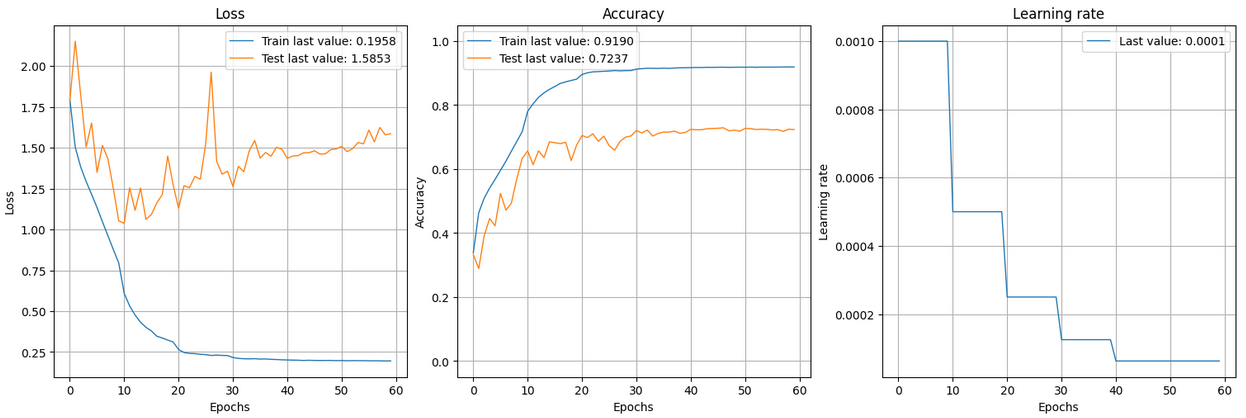 Loss
Train last value: 0.1958
Test last value: 1.5853
2.00
1.75
1.50
1.25
1.00
0.75
0.50
0.25
Loss
0
10
20
30
40
50
60
Epochs
Accuracy
Train last value: 0.9190
Test last value: 0.7237
1.0
0.8
0.6
0.4
0.2
0.0
Accuracy
0
10
20
30
40
50
60
Epochs
Learning rate
Last value: 0.0001
0.0010
0.0008
0.0006
0.0004
0.0002
Learning rate
0
10
20
30
40
50
60
Epochs